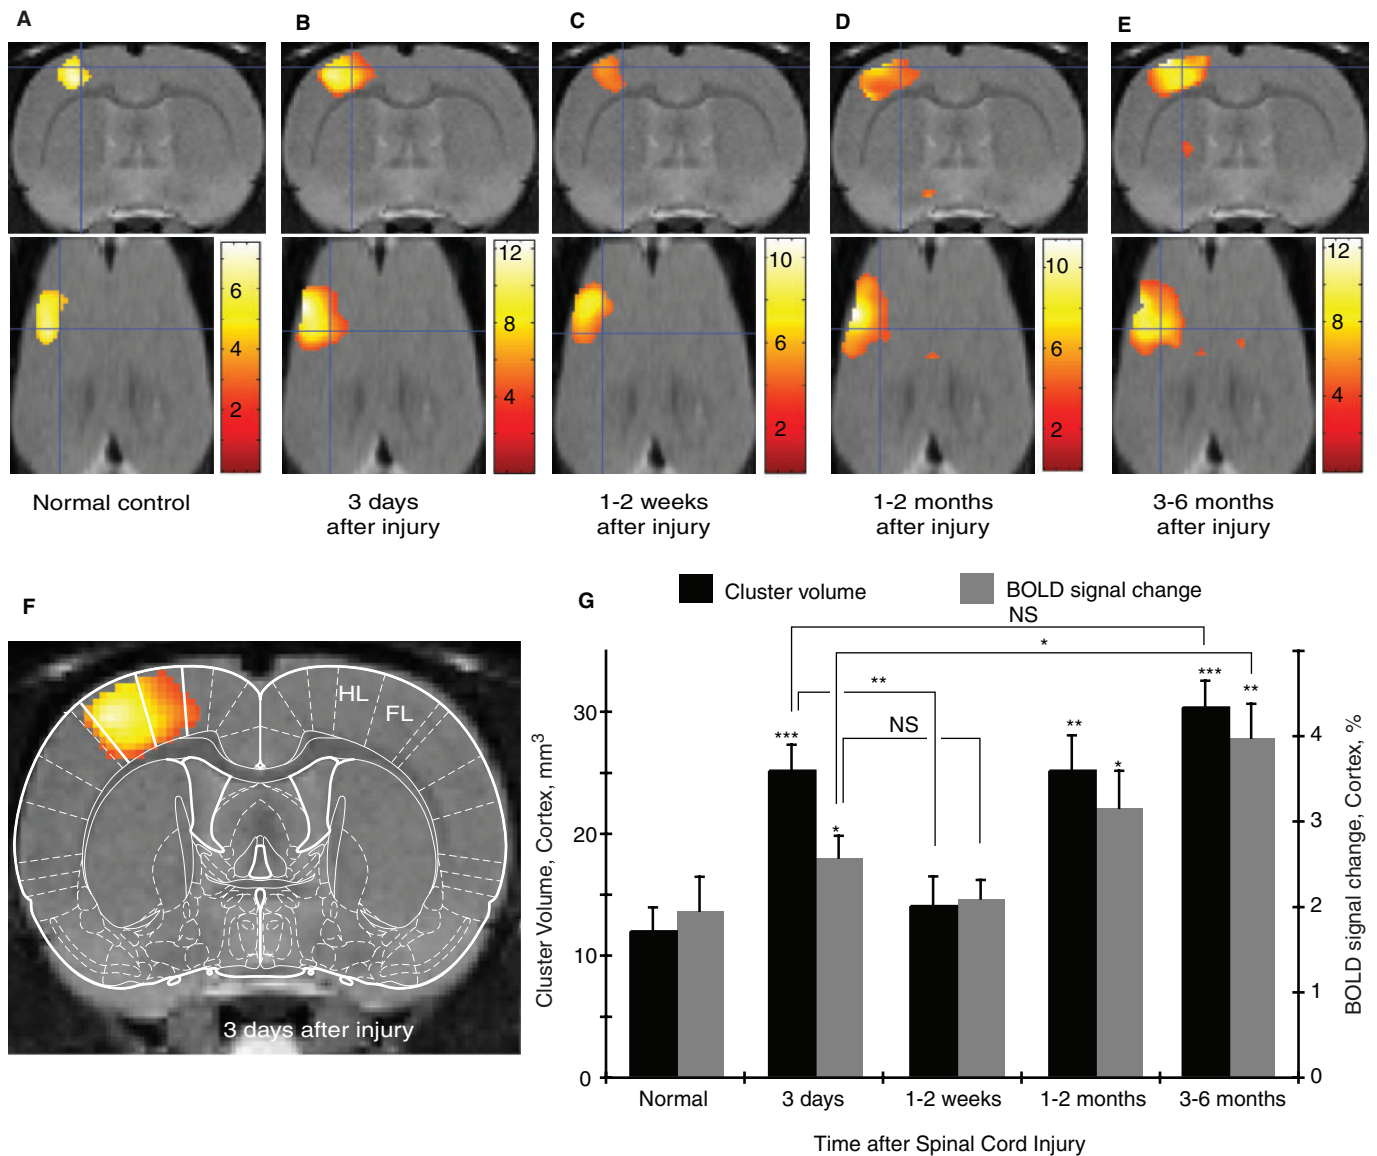 A
B
C
D
E
6
4
2
12
8
4
10
6
2
10
6
2
12
8
4
Normal control
3 days
after injury
1-2 weeks
after injury
1-2 months
after injury
3-6 months
after injury
F
HL
FL
3 days after injury
G
Cluster volume
BOLD signal change
NS
*
**
NS
***
*
**
*
***
**
30
20
10
0
Cluster Volume, Cortex, mm3
4
3
2
1
0
BOLD signal change, Cortex, %
Normal
3 days
1-2 weeks
1-2 months
3-6 months
Time after Spinal Cord Injury